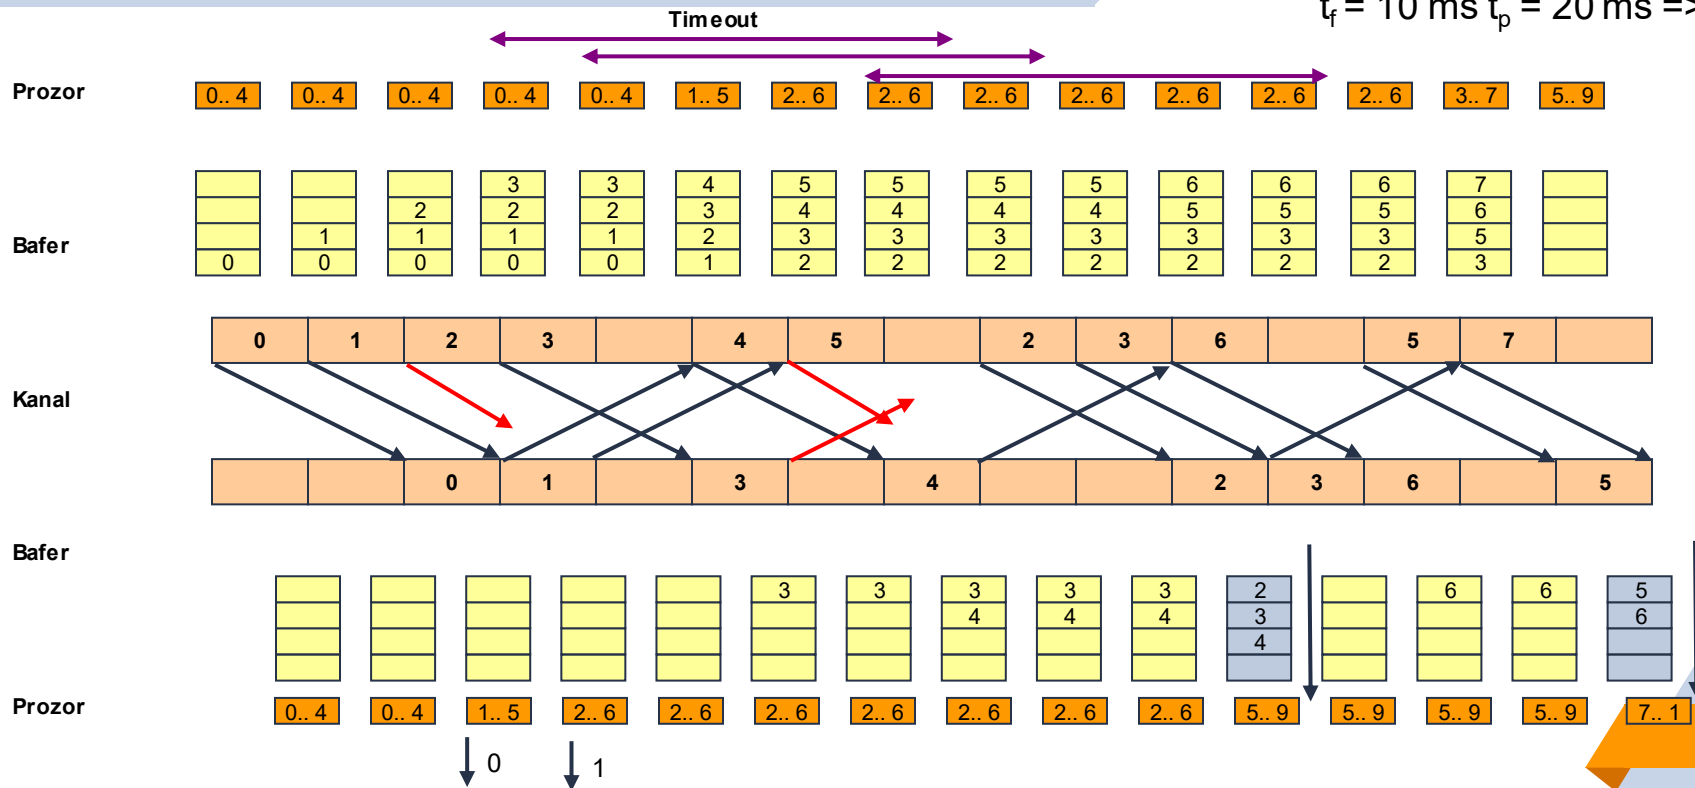 t_f = 10 ms t_p = 20 ms =>
Timeout
Prozor 0.. 4 0.. 4 0.. 4 0.. 4 0.. 4 1.. 5 2.. 6 2.. 6 2.. 6 2.. 6 2.. 6 2.. 6 2.. 6 3.. 7 5.. 9
3 3 4 5 5 5 5 6 6 6 7
2 2 2 3 4 4 4 4 5 5 5 6
Bafer
1 1 1 1 2 3 3 3 3 3 3 3 5
0 0 0 0 0 1 2 2 2 2 2 2 2 3
0 1 2 3 4 5 2 3 6 5 7
Kanal
0 1 3 4 2 3 6 5
Bafer
3 3 3 3 3 2 6 6 5
4 4 4 3 6
4
Prozor 0.. 4 0.. 4 1.. 5 2.. 6 2.. 6 2.. 6 2.. 6 2.. 6 2.. 6 2.. 6 5.. 9 5.. 9 5.. 9 5.. 9 7.. 1
0 1